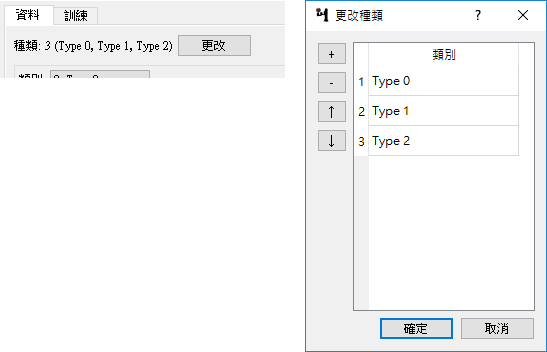 資料 訓練
種類: 3 (Type 0, Type 1, Type 2) 更改
更改種類 ?
+
-
↑
↓
類別
1 Type 0
2 Type 1
3 Type 2
確定 取消